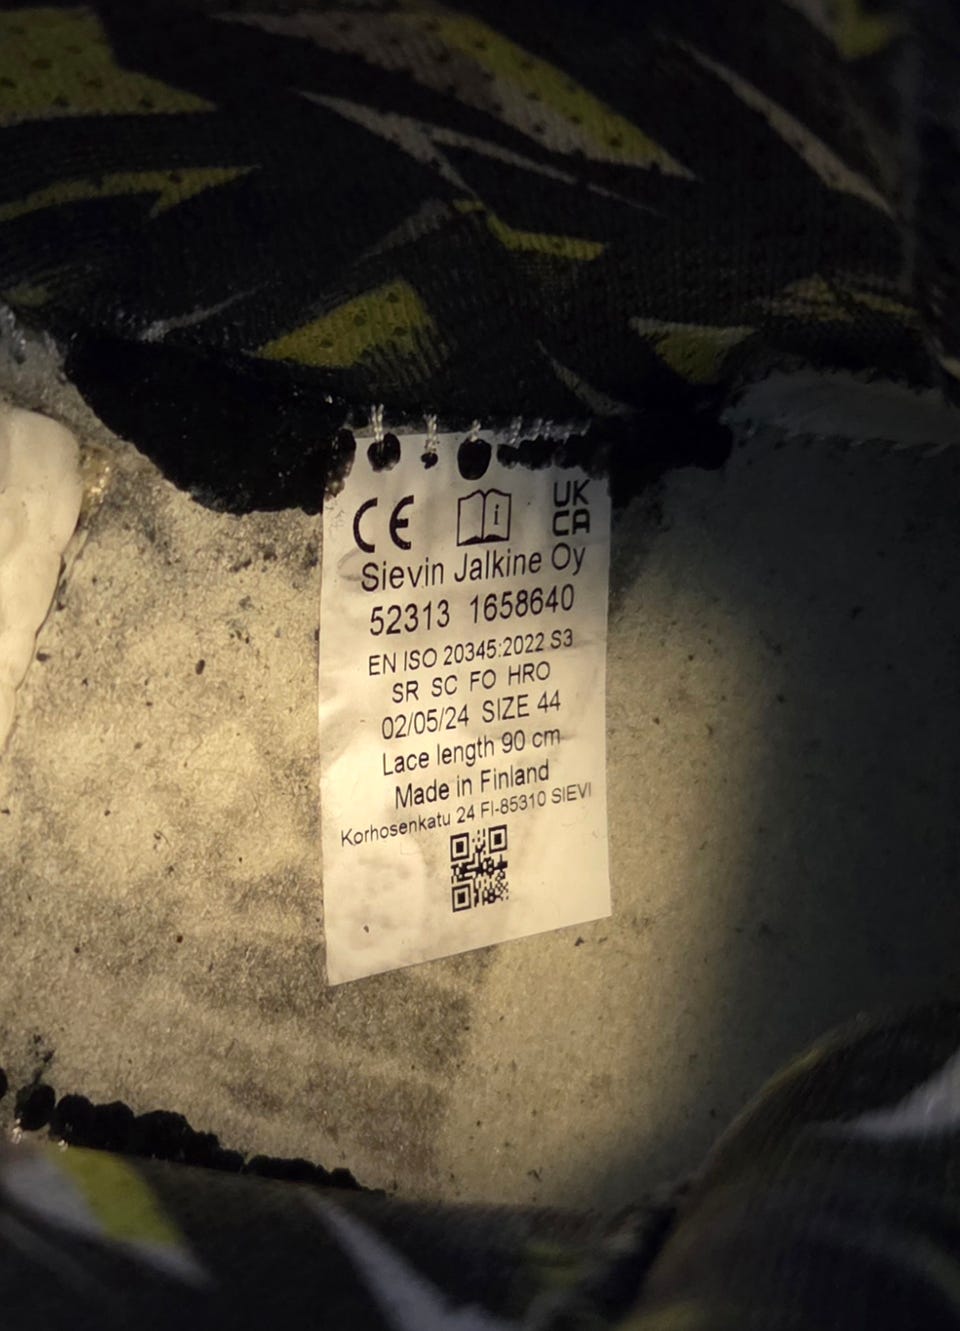 CE i UK
CA
Sievin Jalkine Oy
52313 1658640
EN ISO 20345:2022 S3
SR SC FO HRO
02/05/24 SIZE 44
Lace length 90 cm
Made in Finland
Korhosenkatu 24 FI-85310 SIEVI